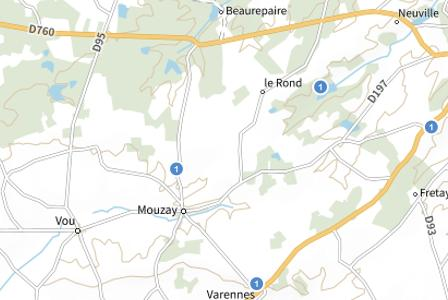 Beaurepaire
Neuville
D760
D95
le Rond
1
D197
1
1
Mouzay
Vou
Fretay
D93
1
Varennes